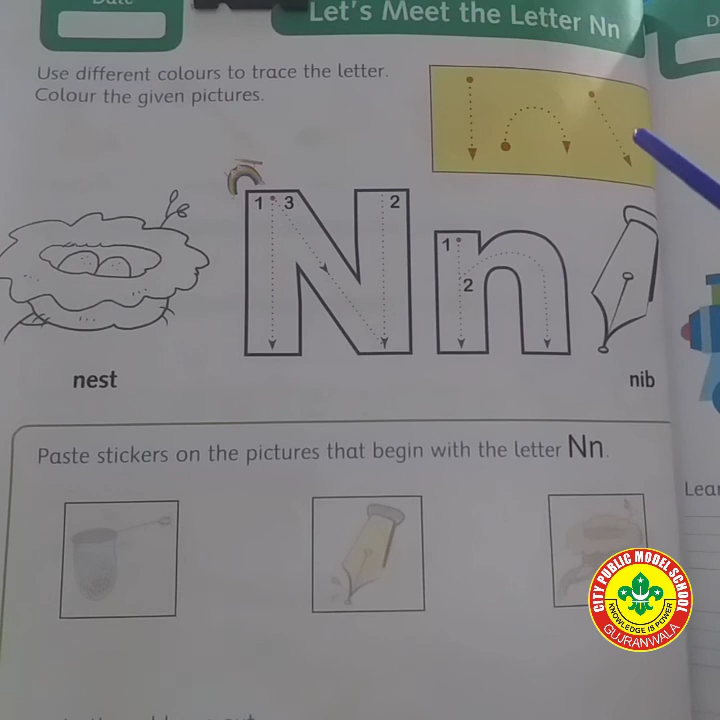 Date
Let's Meet the Letter Nn
Use different colours to trace the letter.
Colour the given pictures.
1 3 2
1
2
nest
nib
Paste stickers on the pictures that begin with the letter Nn.
CITY PUBLIC MODEL SCHOOL
KNOWLEDGE IS POWER
GUJRANWALA